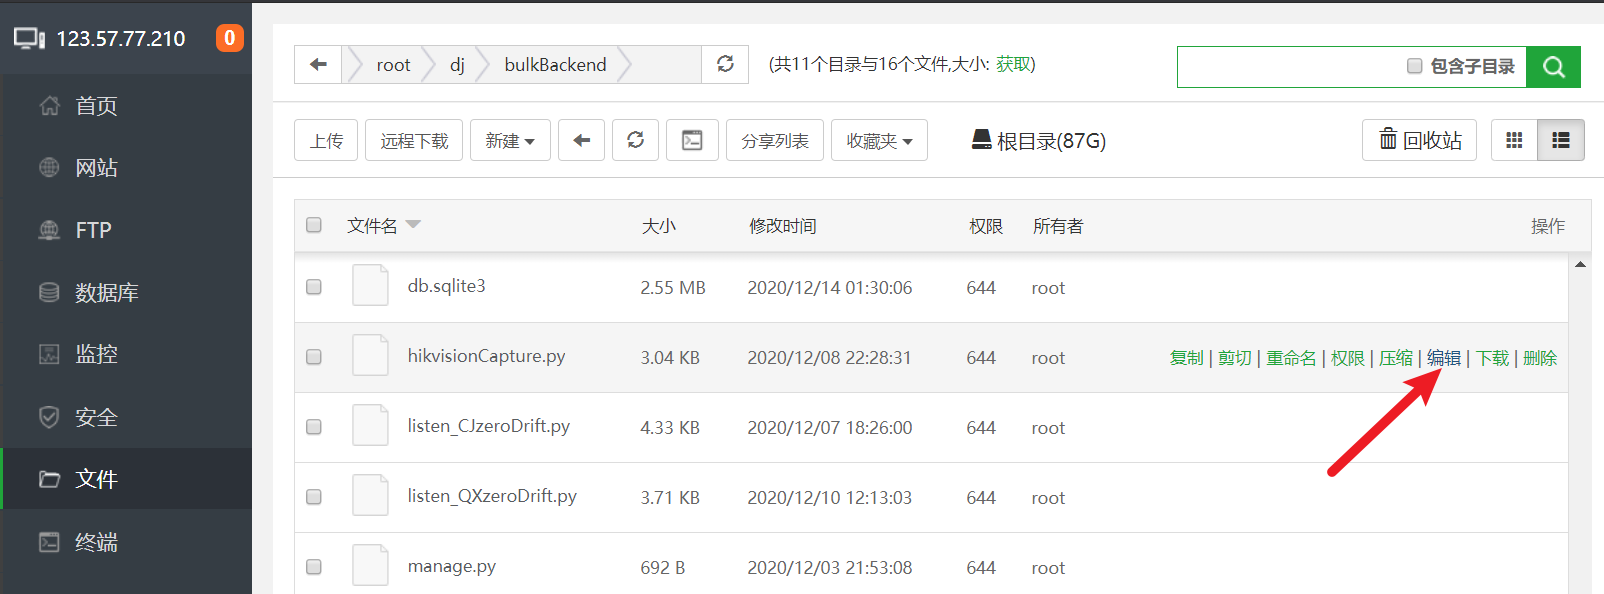 123.57.77.210 0
首页
网站
FTP
数据库
监控
安全
文件
终端
root dj bulkBackend (共11个目录与16个文件,大小: 获取) 包含子目录
上传 远程下载 新建 分享列表 收藏夹 根目录(87G) 回收站
文件名 大小 修改时间 权限 所有者 操作
db.sqlite3 2.55 MB 2020/12/14 01:30:06 644 root
hikvisionCapture.py 3.04 KB 2020/12/08 22:28:31 644 root 复制 | 剪切 | 重命名 | 权限 | 压缩 | 编辑 | 下载 | 删除
listen_CJzeroDrift.py 4.33 KB 2020/12/07 18:26:00 644 root
listen_QXzeroDrift.py 3.71 KB 2020/12/10 12:13:03 644 root
manage.py 692 B 2020/12/03 21:53:08 644 root